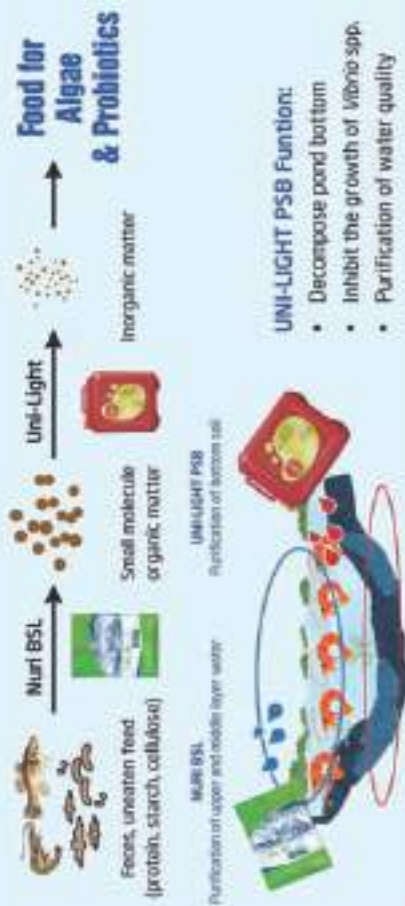 Nuri BSL
Uni-Light
Food for
Algae
& Probiotics
Feces, uneaten feed
(protein, starch, cellulose)
Small molecule
organic matter
Inorganic matter
NURI BSL
Purification of upper and middle layer water
UNI-LIGHT PSB
Purification of bottom soil
UNI-LIGHT PSB Funtion:
• Decompose pond bottom
• Inhibit the growth of Vibrio spp.
• Purification of water quality